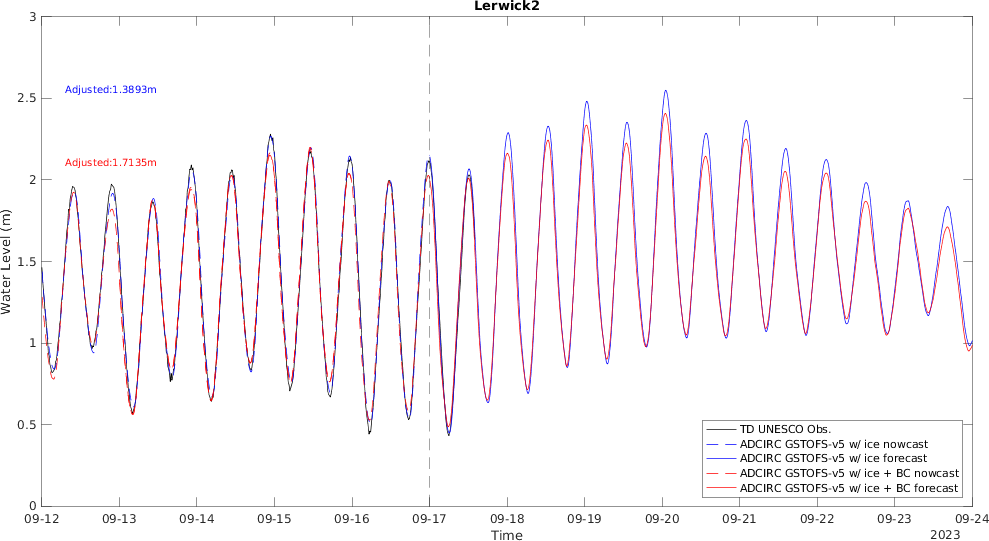 Lerwick2
3
2.5
2
1.5
1
0.5
0
Water Level (m)
Adjusted:1.3893m
Adjusted:1.7135m
TD UNESCO Obs.
ADCIRC GSTOFS-v5 w/ ice nowcast
ADCIRC GSTOFS-v5 w/ ice forecast
ADCIRC GSTOFS-v5 w/ ice + BC nowcast
ADCIRC GSTOFS-v5 w/ ice + BC forecast
09-12 09-13 09-14 09-15 09-16 09-17 09-18 09-19 09-20 09-21 09-22 09-23 09-24
Time
2023